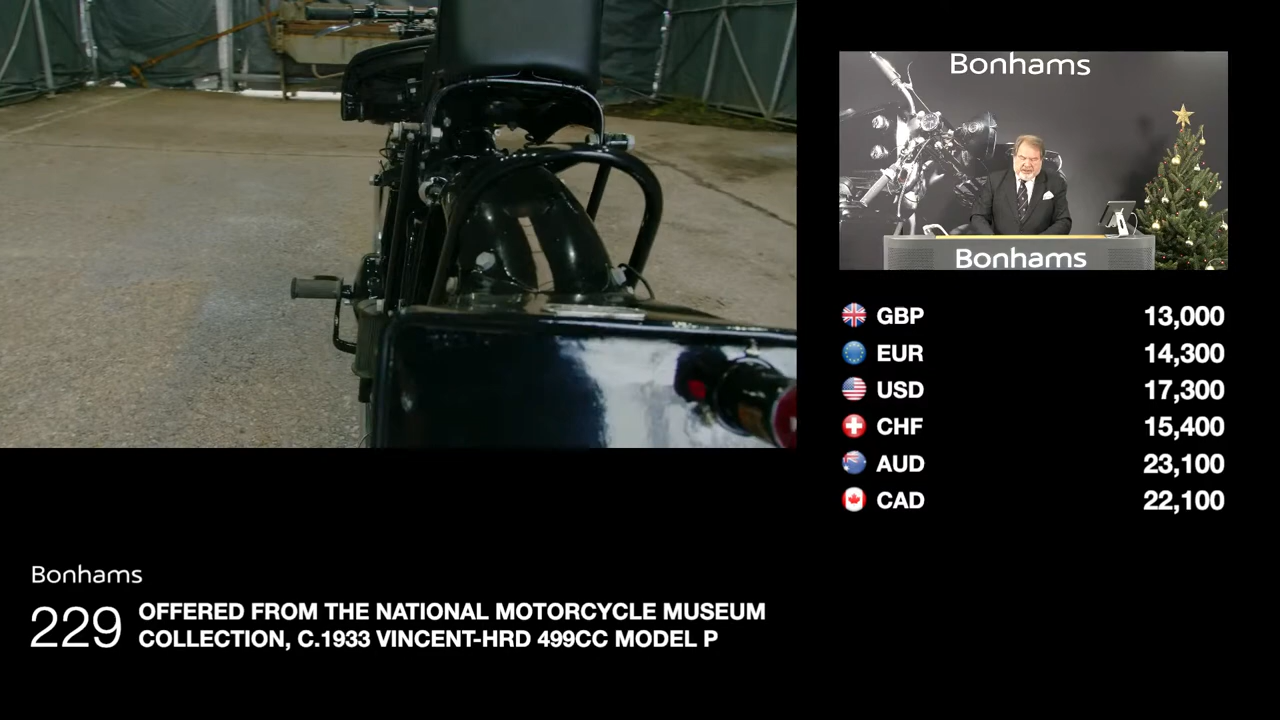 Bonhams
Bonhams
GBP 13,000
EUR 14,300
USD 17,300
CHF 15,400
AUD 23,100
CAD 22,100
Bonhams
229 OFFERED FROM THE NATIONAL MOTORCYCLE MUSEUM
COLLECTION, C.1933 VINCENT-HRD 499CC MODEL P